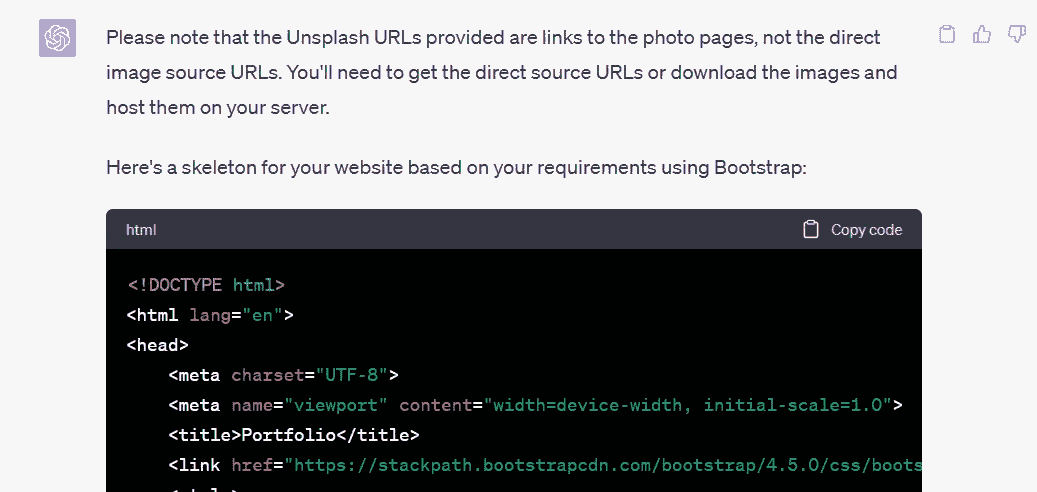 Please note that the Unsplash URLs provided are links to the photo pages, not the direct
image source URLs. You'll need to get the direct source URLs or download the images and
host them on your server.
Here's a skeleton for your website based on your requirements using Bootstrap:
html Copy code
<!DOCTYPE html>
<html lang="en">
<head>
    <meta charset="UTF-8">
    <meta name="viewport" content="width=device-width, initial-scale=1.0">
    <title>Portfolio</title>
    <link href="https://stackpath.bootstrapcdn.com/bootstrap/4.5.0/css/boots